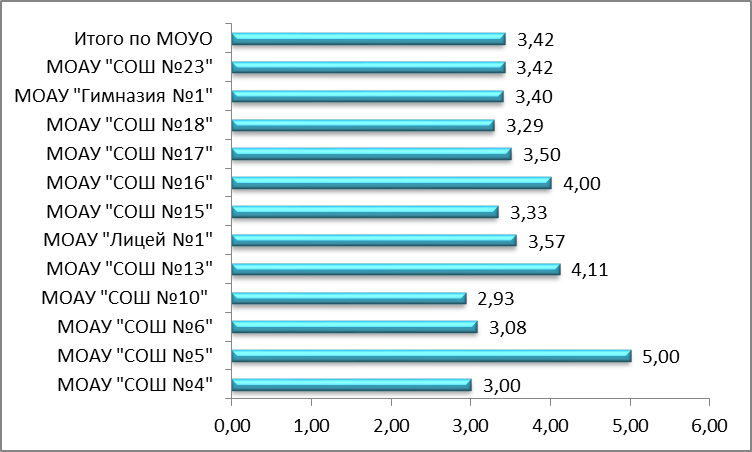 Итого по МОУО 3,42
МОАУ "СОШ №23" 3,42
МОАУ "Гимназия №1" 3,40
МОАУ "СОШ №18" 3,29
МОАУ "СОШ №17" 3,50
МОАУ "СОШ №16" 4,00
МОАУ "СОШ №15" 3,33
МОАУ "Лицей №1" 3,57
МОАУ "СОШ №13" 4,11
МОАУ "СОШ №10" 2,93
МОАУ "СОШ №6" 3,08
МОАУ "СОШ №5" 5,00
МОАУ "СОШ №4" 3,00
0,00 1,00 2,00 3,00 4,00 5,00 6,00